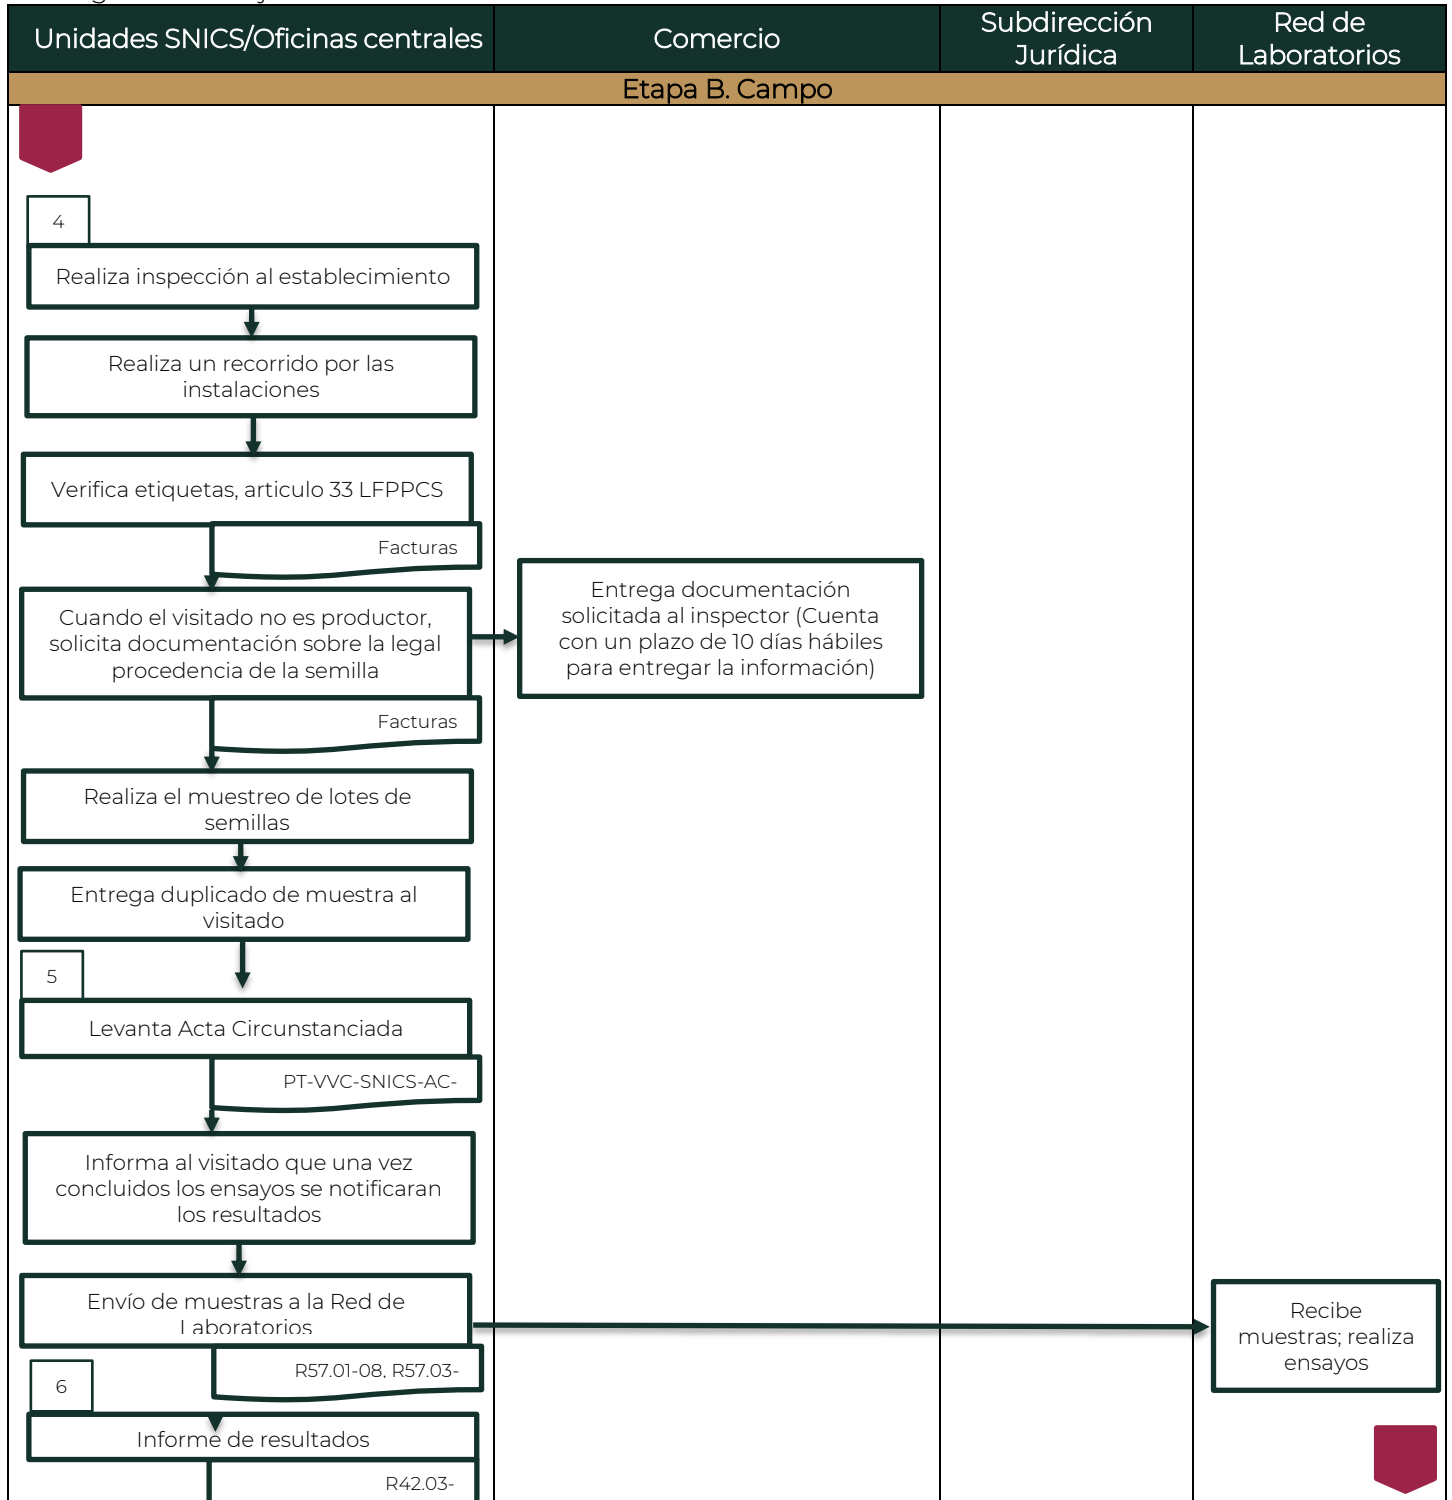 Unidades SNICS/Oficinas centrales
Comercio
Subdirección
Jurídica
Red de
Laboratorios
Etapa B. Campo
4
Realiza inspección al establecimiento
Realiza un recorrido por las
instalaciones
Verifica etiquetas, articulo 33 LFPPCS
Facturas
Cuando el visitado no es productor,
solicita documentación sobre la legal
procedencia de la semilla
Entrega documentación
solicitada al inspector (Cuenta
con un plazo de 10 días hábiles
para entregar la información)
Facturas
Realiza el muestreo de lotes de
semillas
Entrega duplicado de muestra al
visitado
5
Levanta Acta Circunstanciada
PT-VVC-SNICS-AC-
Informa al visitado que una vez
concluidos los ensayos se notificaran
los resultados
Envío de muestras a la Red de
Laboratorios
Recibe
muestras; realiza
ensayos
R57.01-08, R57.03-
6
Informe de resultados
R42.03-